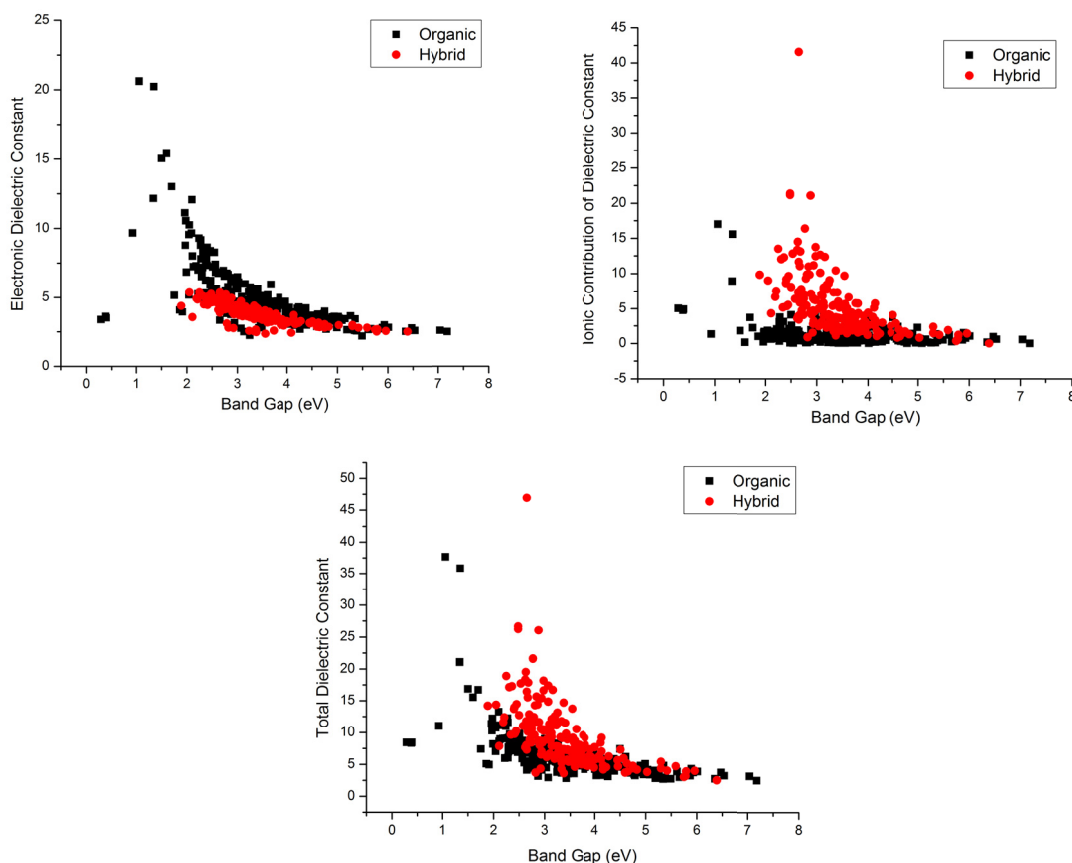 Electronic Dielectric Constant
25
20
15
10
5
0
0 1 2 3 4 5 6 7 8
Band Gap (eV)
Organic
Hybrid
Ionic Contribution of Dielectric Constant
45
40
35
30
25
20
15
10
5
0
-5
0 1 2 3 4 5 6 7 8
Band Gap (eV)
Organic
Hybrid
Total Dielectric Constant
50
45
40
35
30
25
20
15
10
5
0
0 1 2 3 4 5 6 7 8
Band Gap (eV)
Organic
Hybrid